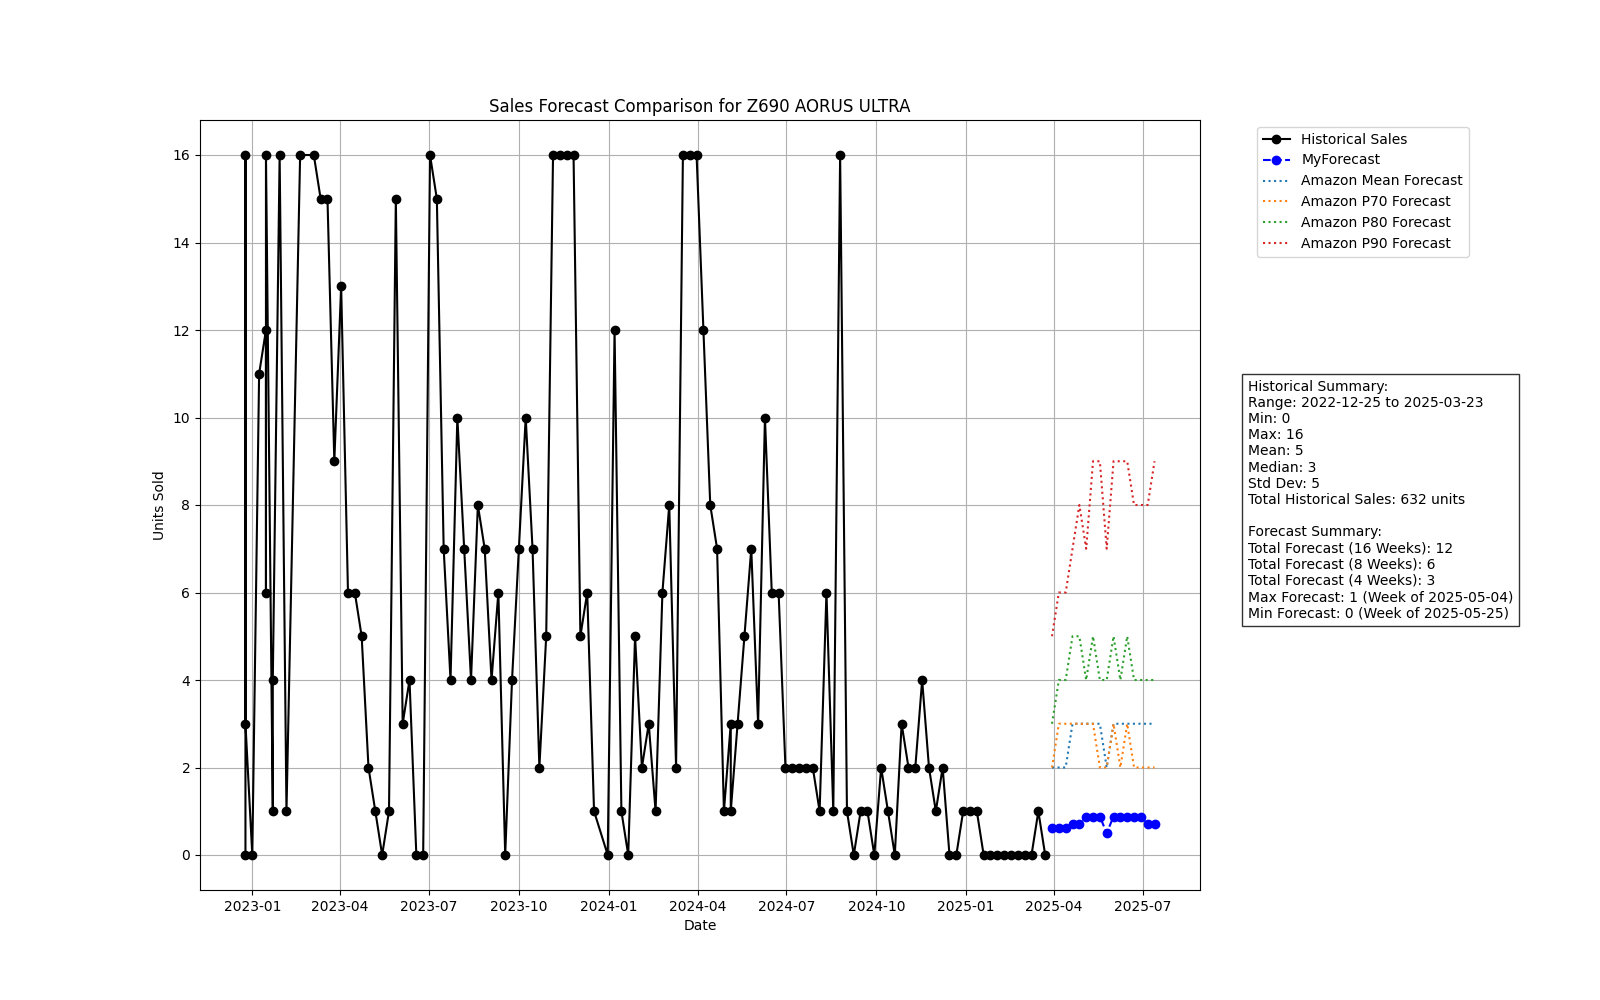 Sales Forecast Comparison for Z690 AORUS ULTRA
Units Sold
16
14
12
10
8
6
4
2
0
2023-01
2023-04
2023-07
2023-10
2024-01
2024-04
2024-07
2024-10
2025-01
2025-04
2025-07
Date
Historical Sales
MyForecast
Amazon Mean Forecast
Amazon P70 Forecast
Amazon P80 Forecast
Amazon P90 Forecast
Historical Summary:
Range: 2022-12-25 to 2025-03-23
Min: 0
Max: 16
Mean: 5
Median: 3
Std Dev: 5
Total Historical Sales: 632 units
Forecast Summary:
Total Forecast (16 Weeks): 12
Total Forecast (8 Weeks): 6
Total Forecast (4 Weeks): 3
Max Forecast: 1 (Week of 2025-05-04)
Min Forecast: 0 (Week of 2025-05-25)